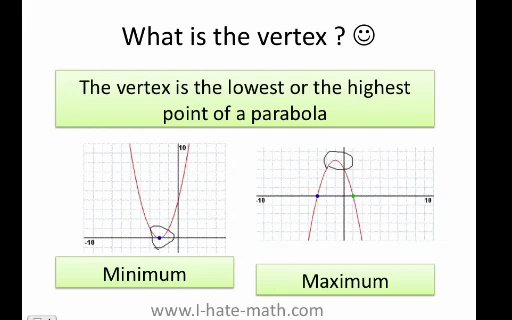 What is the vertex ? ☺
The vertex is the lowest or the highest
point of a parabola
10
-10
-10
10
Minimum
Maximum
www.I-hate-math.com